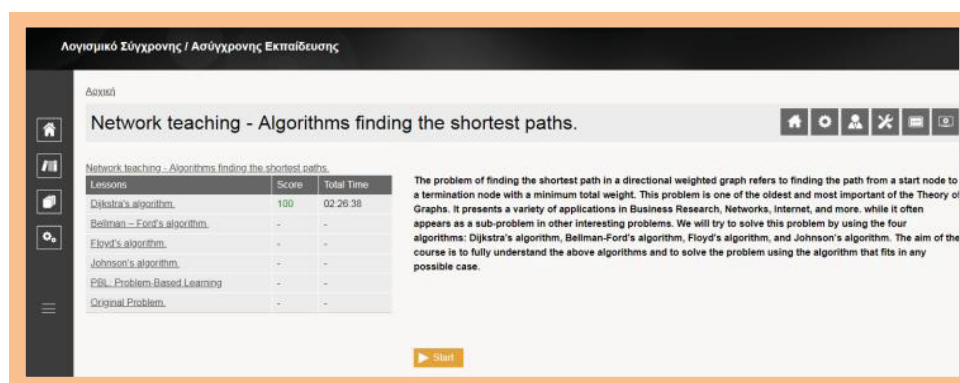 Λογισμικό Σύγχρονης / Ασύγχρονης Εκπαίδευσης
Αρχική
Network teaching - Algorithms finding the shortest paths.
Network teaching - Algorithms finding the shortest paths.
Lessons Score Total Time
Dijkstra's algorithm. 100 02:26:38
Bellman – Ford's algorithm. - -
Floyd's algorithm. - -
Johnson's algorithm. - -
PBL. Problem-Based Learning - -
Original Problem. - -
The problem of finding the shortest path in a directional weighted graph refers to finding the path from a start node to
a termination node with a minimum total weight. This problem is one of the oldest and most important of the Theory of
Graphs. It presents a variety of applications in Business Research, Networks, Internet, and more. while it often
appears as a sub-problem in other interesting problems. We will try to solve this problem by using the four
algorithms: Dijkstra's algorithm, Bellman-Ford's algorithm, Floyd's algorithm, and Johnson's algorithm. The aim of the
course is to fully understand the above algorithms and to solve the problem using the algorithm that fits in any
possible case.
Start